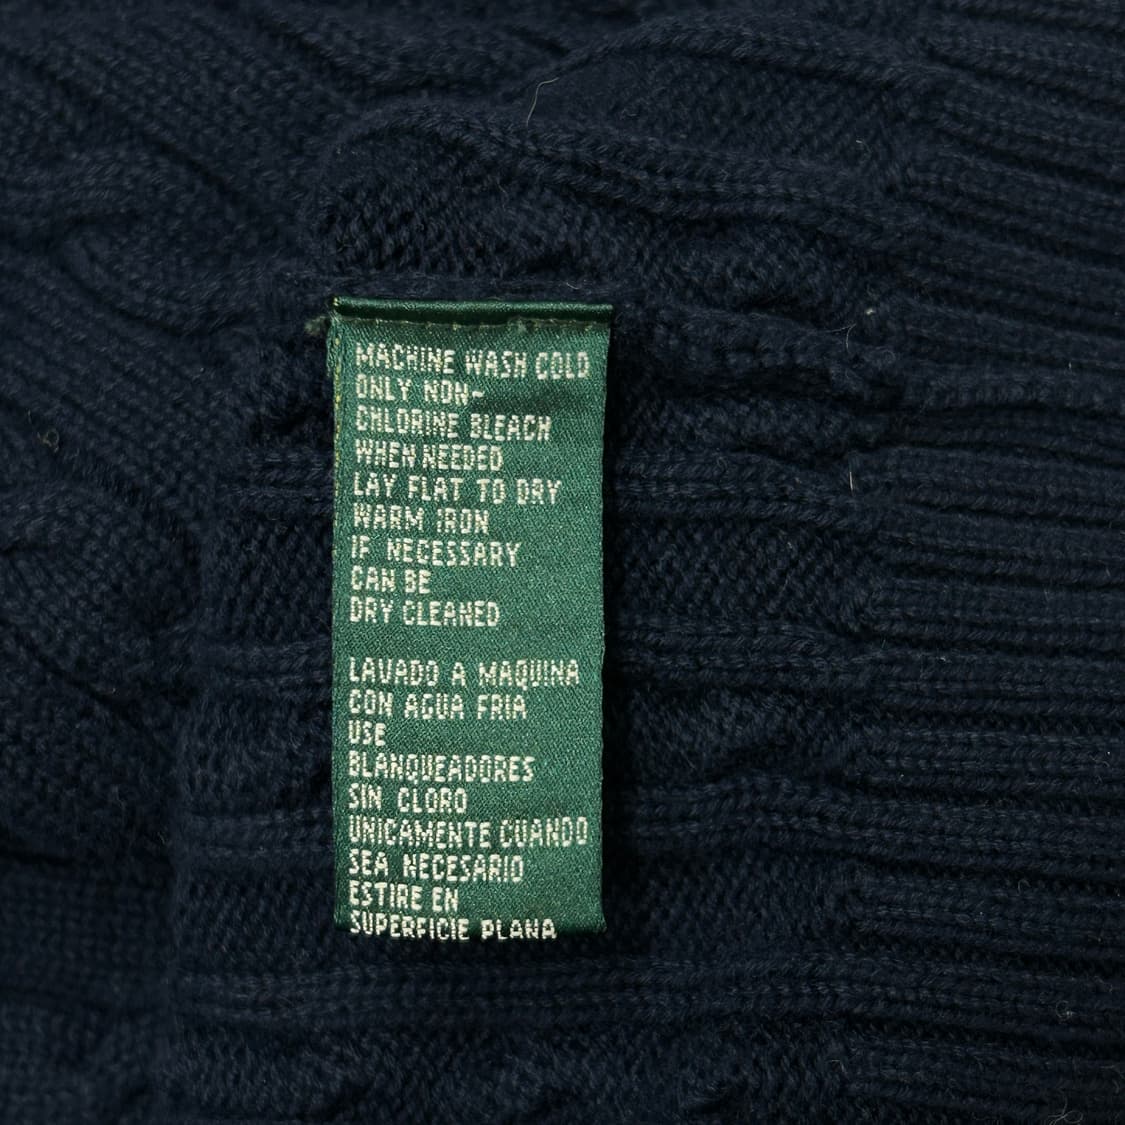 MACHINE WASH COLD
ONLY NON-
CHLORINE BLEACH
WHEN NEEDED
LAY FLAT TO DRY
WARM IRON
IF NECESSARY
CAN BE
DRY CLEANED
LAVADO A MAQUINA
CON AGUA FRIA
USE
BLANQUEADORES
SIN CLORO
UNICAMENTE CUANDO
SEA NECESARIO
ESTIRE EN
SUPERFICIE PLANA